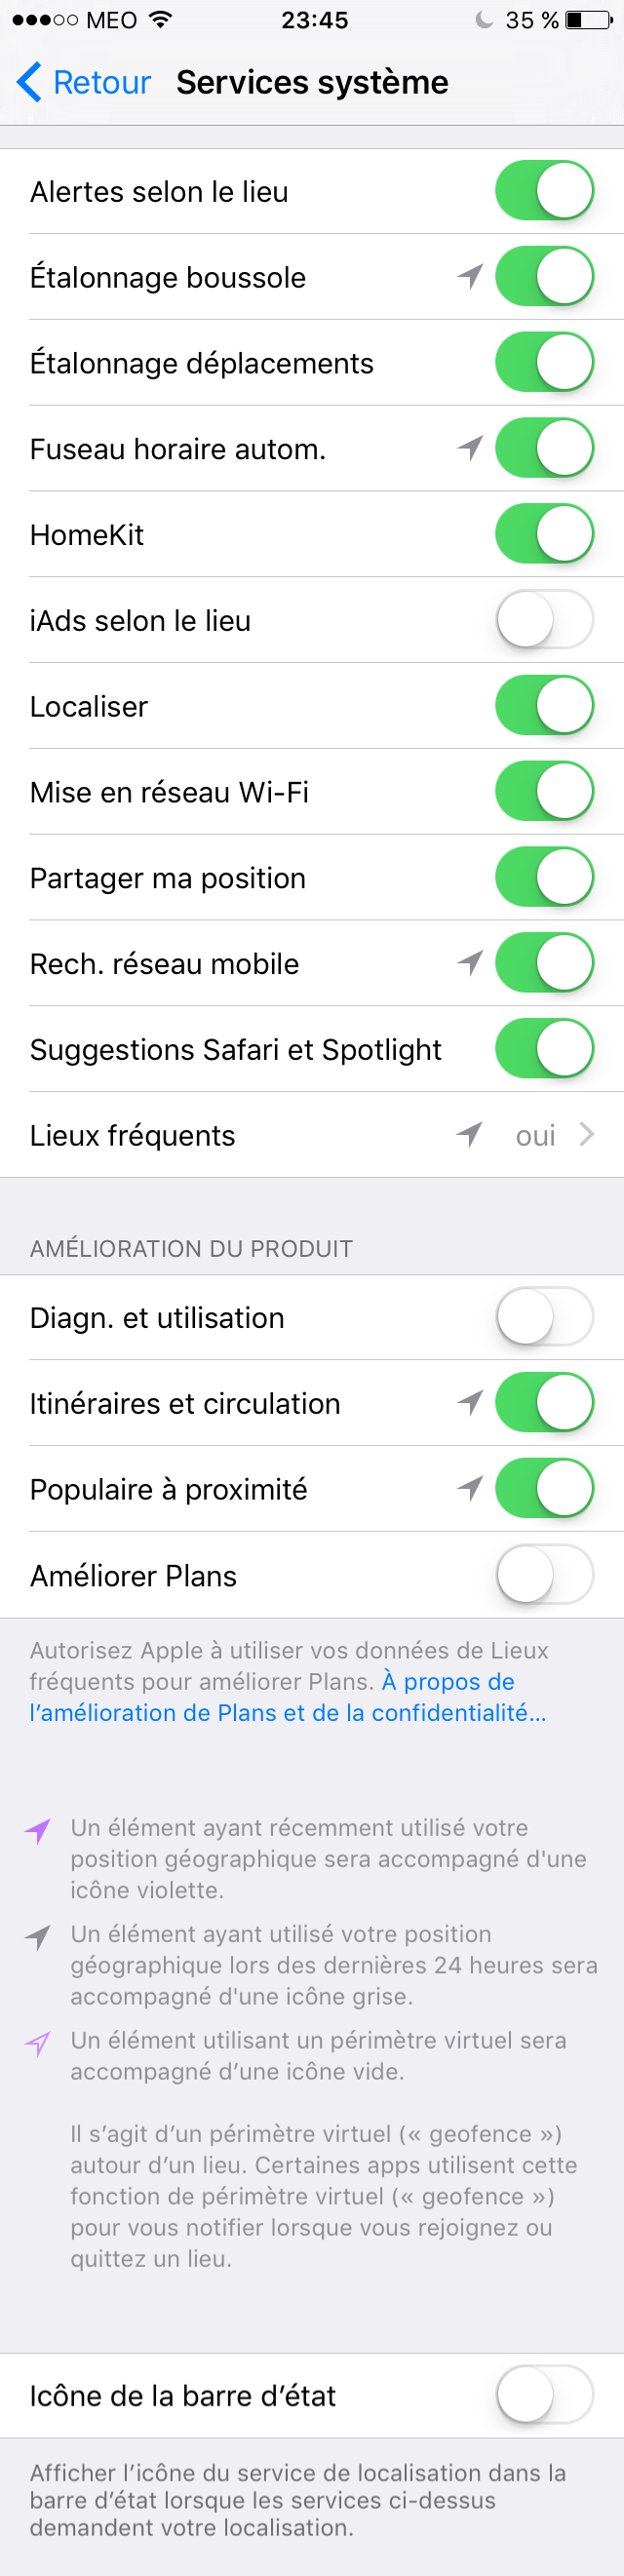 MEO 23:45 35 %
Retour Services système
Alertes selon le lieu
Étalonnage boussole
Étalonnage déplacements
Fuseau horaire autom.
HomeKit
iAds selon le lieu
Localiser
Mise en réseau Wi-Fi
Partager ma position
Rech. réseau mobile
Suggestions Safari et Spotlight
Lieux fréquents oui
AMÉLIORATION DU PRODUIT
Diagn. et utilisation
Itinéraires et circulation
Populaire à proximité
Améliorer Plans
Autorisez Apple à utiliser vos données de Lieux
fréquents pour améliorer Plans. À propos de
l’amélioration de Plans et de la confidentialité…
Un élément ayant récemment utilisé votre
position géographique sera accompagné d'une
icône violette.
Un élément ayant utilisé votre position
géographique lors des dernières 24 heures sera
accompagné d'une icône grise.
Un élément utilisant un périmètre virtuel sera
accompagné d’une icône vide.
Il s’agit d’un périmètre virtuel (« geofence »)
autour d’un lieu. Certaines apps utilisent cette
fonction de périmètre virtuel (« geofence »)
pour vous notifier lorsque vous rejoignez ou
quittez un lieu.
Icône de la barre d’état
Afficher l’icône du service de localisation dans la
barre d’état lorsque les services ci-dessus
demandent votre localisation.